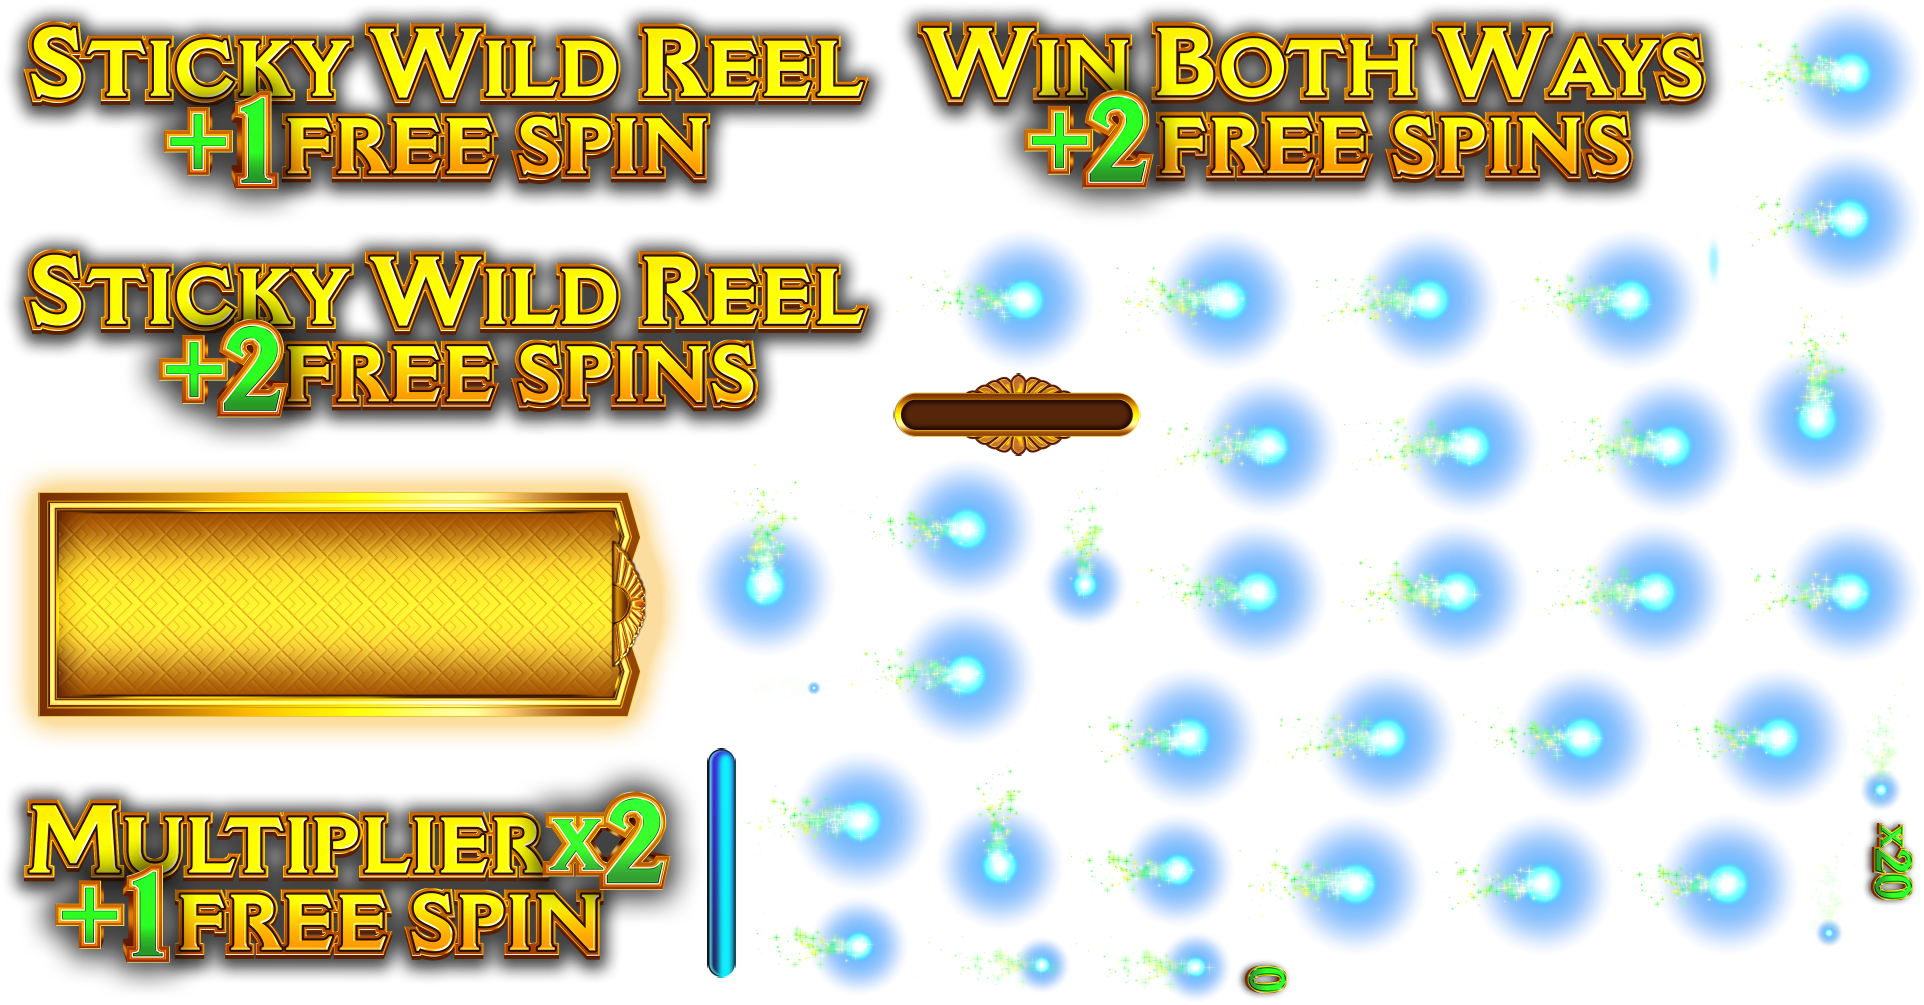 STICKY WILD REEL
+1 FREE SPIN
WIN BOTH WAYS
+2 FREE SPINS
STICKY WILD REEL
+2 FREE SPINS
MULTIPLIER x2
+1 FREE SPIN
x20
0